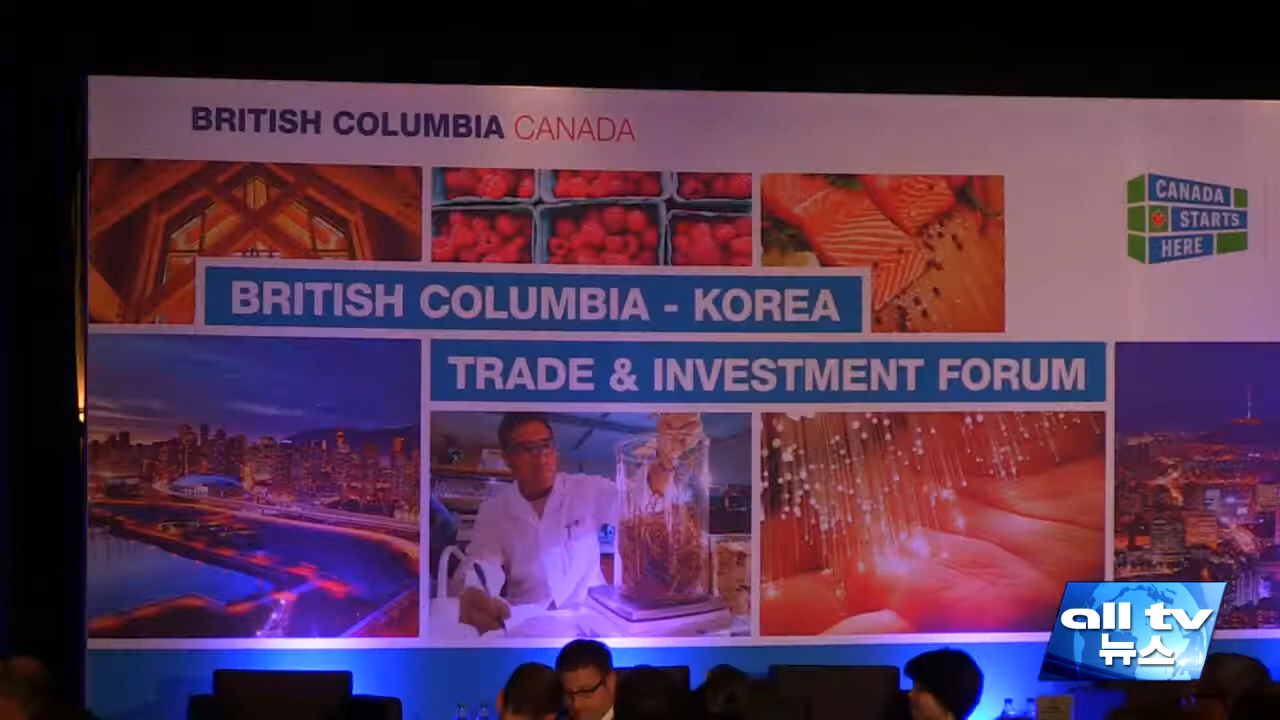 BRITISH COLUMBIA CANADA
CANADA
STARTS
HERE
BRITISH COLUMBIA - KOREA
TRADE & INVESTMENT FORUM
all tv
뉴스